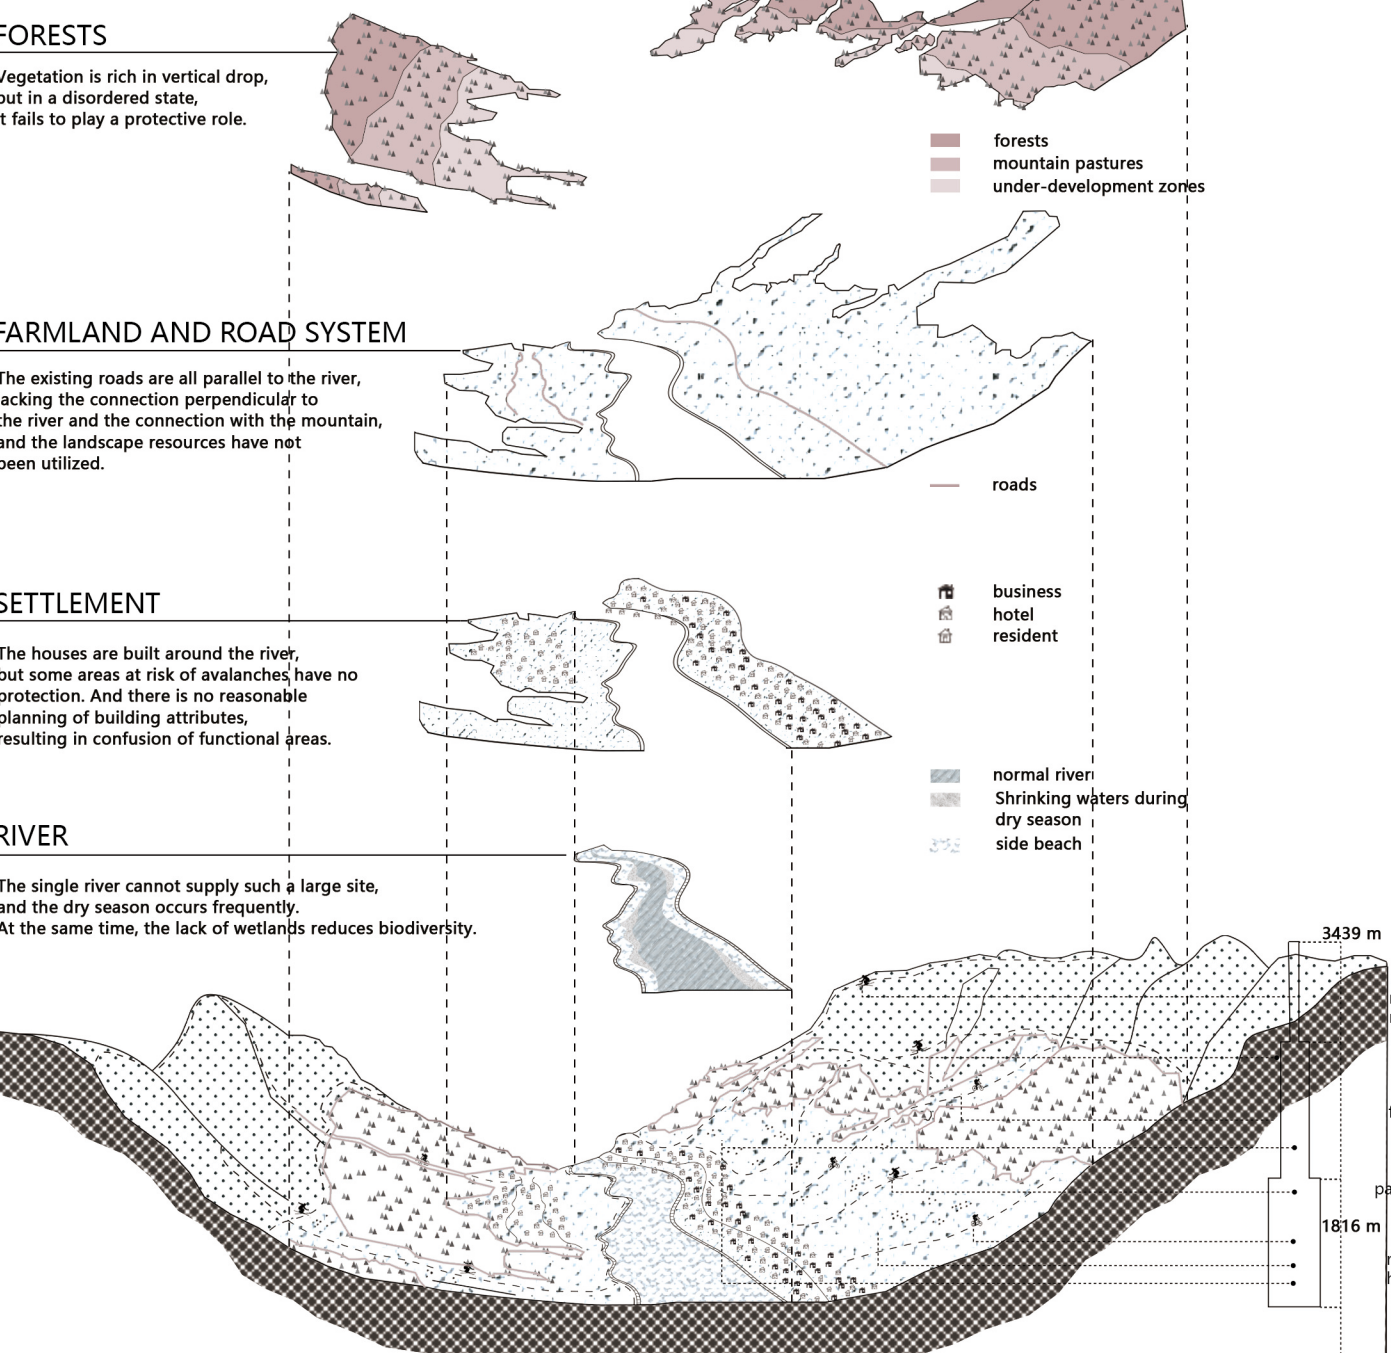 FORESTS
Vegetation is rich in vertical drop,
but in a disordered state,
it fails to play a protective role.
forests
mountain pastures
under-development zones
FARMLAND AND ROAD SYSTEM
The existing roads are all parallel to the river,
lacking the connection perpendicular to
the river and the connection with the mountain,
and the landscape resources have not
been utilized.
roads
SETTLEMENT
The houses are built around the river,
but some areas at risk of avalanches have no
protection. And there is no reasonable
planning of building attributes,
resulting in confusion of functional areas.
business
hotel
resident
normal river
Shrinking waters during
dry season
side beach
RIVER
The single river cannot supply such a large site,
and the dry season occurs frequently.
At the same time, the lack of wetlands reduces biodiversity.
3439 m
1816 m